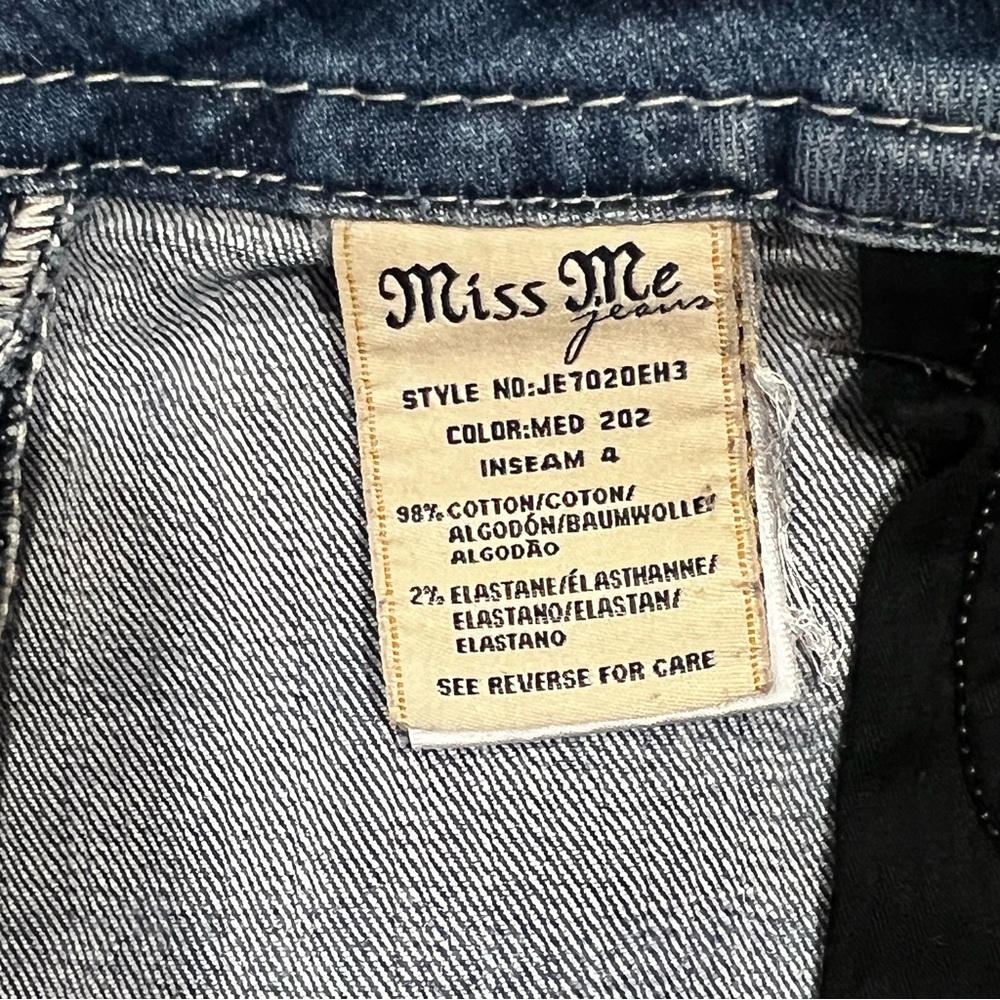 Miss Me
jeans
STYLE NO:JE7020EH3
COLOR:MED 202
INSEAM 4
98% COTTON/COTON/
ALGODÓN/BAUMWOLLE/
ALGODÃO
2% ELASTANE/ÉLASTHANNE/
ELASTANO/ELASTAN/
ELASTANO
SEE REVERSE FOR CARE